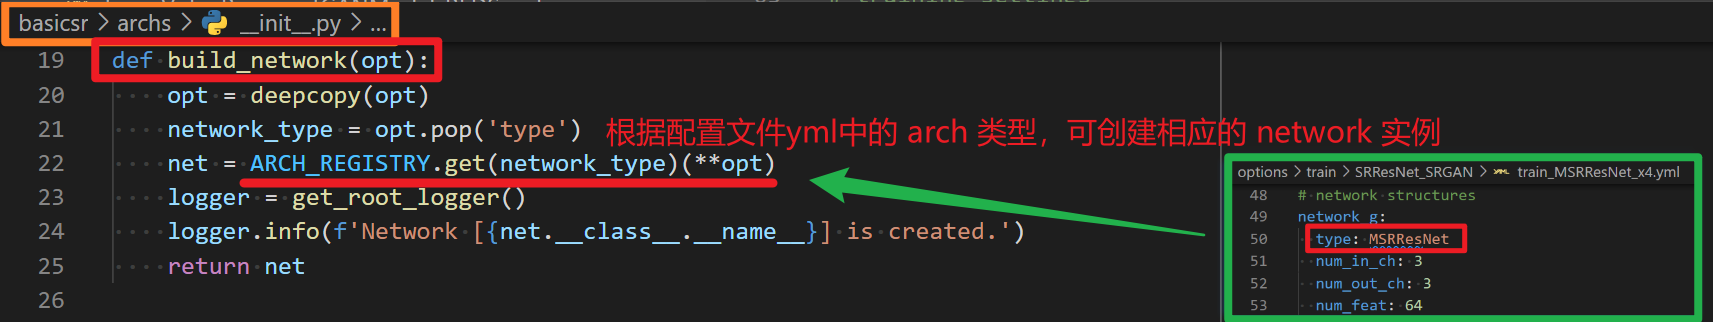 basicsr > archs > __init__.py > ...
19 def build_network(opt):
20 opt = deepcopy(opt)
21 network_type = opt.pop('type')
根据配置文件yml中的 arch 类型，可创建相应的 network 实例
22 net = ARCH_REGISTRY.get(network_type)(**opt)
23 logger = get_root_logger()
24 logger.info(f'Network [{net.__class__.__name__}] is created.')
25 return net
26
options > train > SRResNet_SRGAN > train_MSRResNet_x4.yml
48 # network structures
49 network_g:
50 type: MSRResNet
51 num_in_ch: 3
52 num_out_ch: 3
53 num_feat: 64